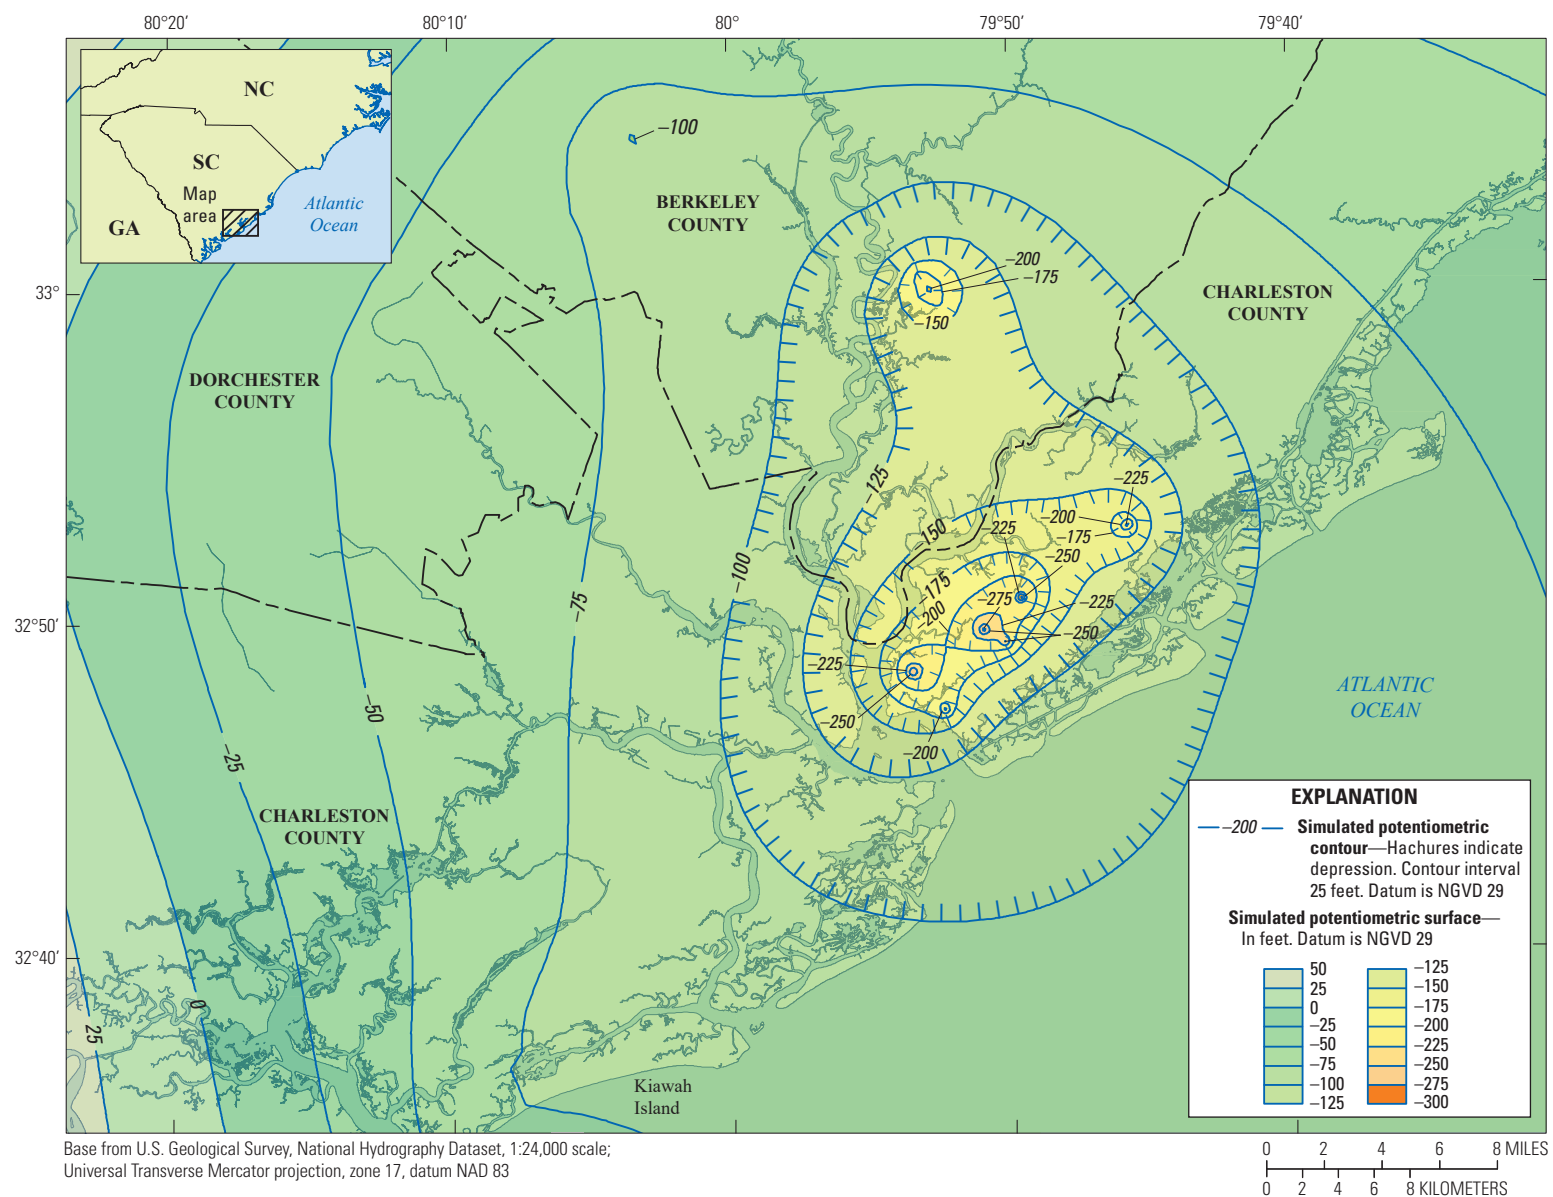 80°20′
80°10′
80°
79°50′
79°40′
NC
SC
Map
area
GA
Atlantic
Ocean
–100
BERKELEY
COUNTY
–200
–175
–150
33°
CHARLESTON
COUNTY
DORCHESTER
COUNTY
–125
–225
–200
–175
–150
–225
–250
–100
–175
–275
–225
–75
–200
–250
32°50′
–225
–250
–200
ATLANTIC
OCEAN
–50
–25
CHARLESTON
COUNTY
32°40′
0
25
Kiawah
Island
EXPLANATION
–200
Simulated potentiometric
contour—Hachures indicate
depression. Contour interval
25 feet. Datum is NGVD 29
Simulated potentiometric surface—
In feet. Datum is NGVD 29
50
25
0
–25
–50
–75
–100
–125
–125
–150
–175
–200
–225
–250
–275
–300
Base from U.S. Geological Survey, National Hydrography Dataset, 1:24,000 scale;
Universal Transverse Mercator projection, zone 17, datum NAD 83
0 2 4 6 8 MILES
0 2 4 6 8 KILOMETERS